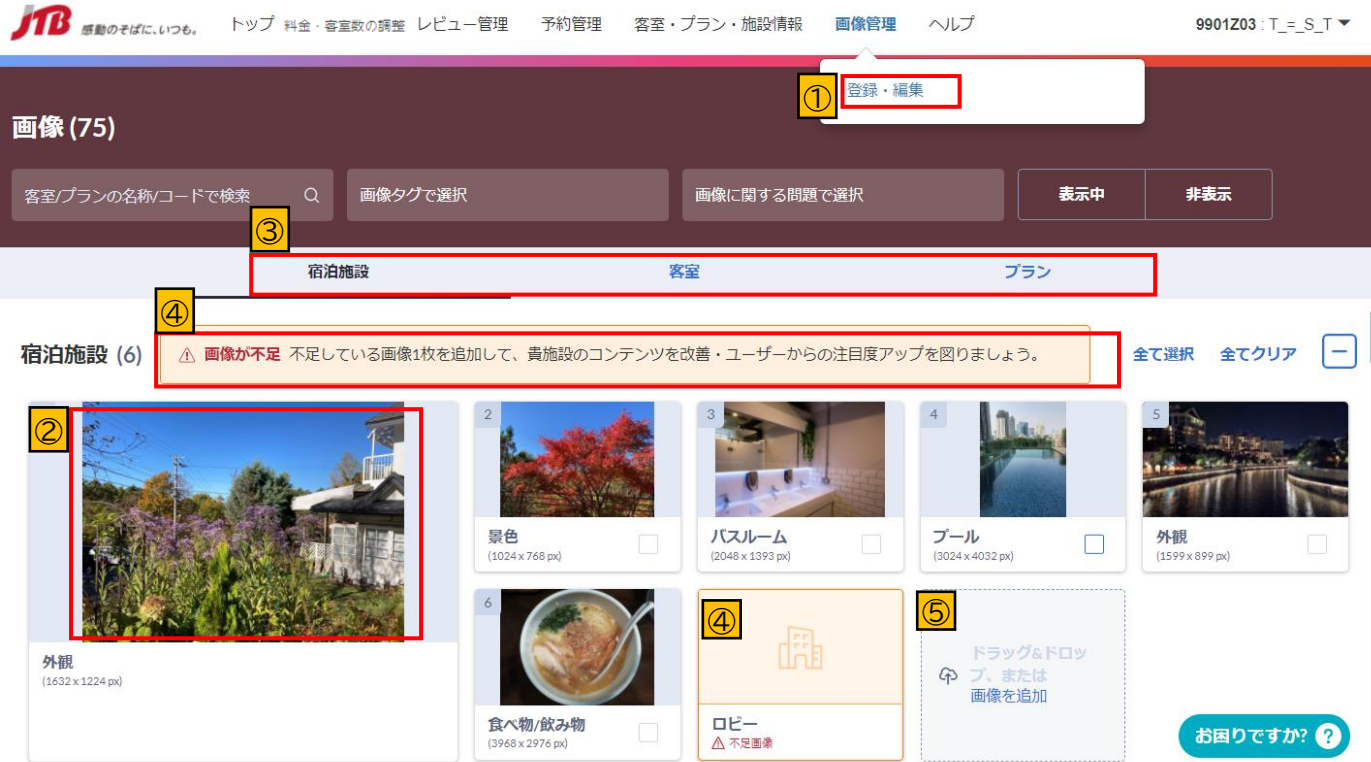 JTB 感動のそばに、いつも。
トップ 料金・客室数の調整 レビュー管理 予約管理 客室・プラン・施設情報 画像管理 ヘルプ 9901Z03 : T_=_S_T
① 登録・編集
画像 (75)
客室/プランの名称/コードで検索 画像タグで選択 画像に関する問題で選択 表示中 非表示
③
宿泊施設 客室 プラン
④
宿泊施設 (6) 画像が不足 不足している画像1枚を追加して、貴施設のコンテンツを改善・ユーザーからの注目度アップを図りましょう。 全て選択 全てクリア
②
外観
(1632 x 1224 px)
2
景色
(1024 x 768 px)
3
バスルーム
(2048 x 1393 px)
4
プール
(3024 x 4032 px)
5
外観
(1599 x 899 px)
6
食べ物/飲み物
(3968 x 2976 px)
④
ロビー
不足画像
⑤
ドラッグ&ドロッ
プ、または
画像を追加
お困りですか? ?